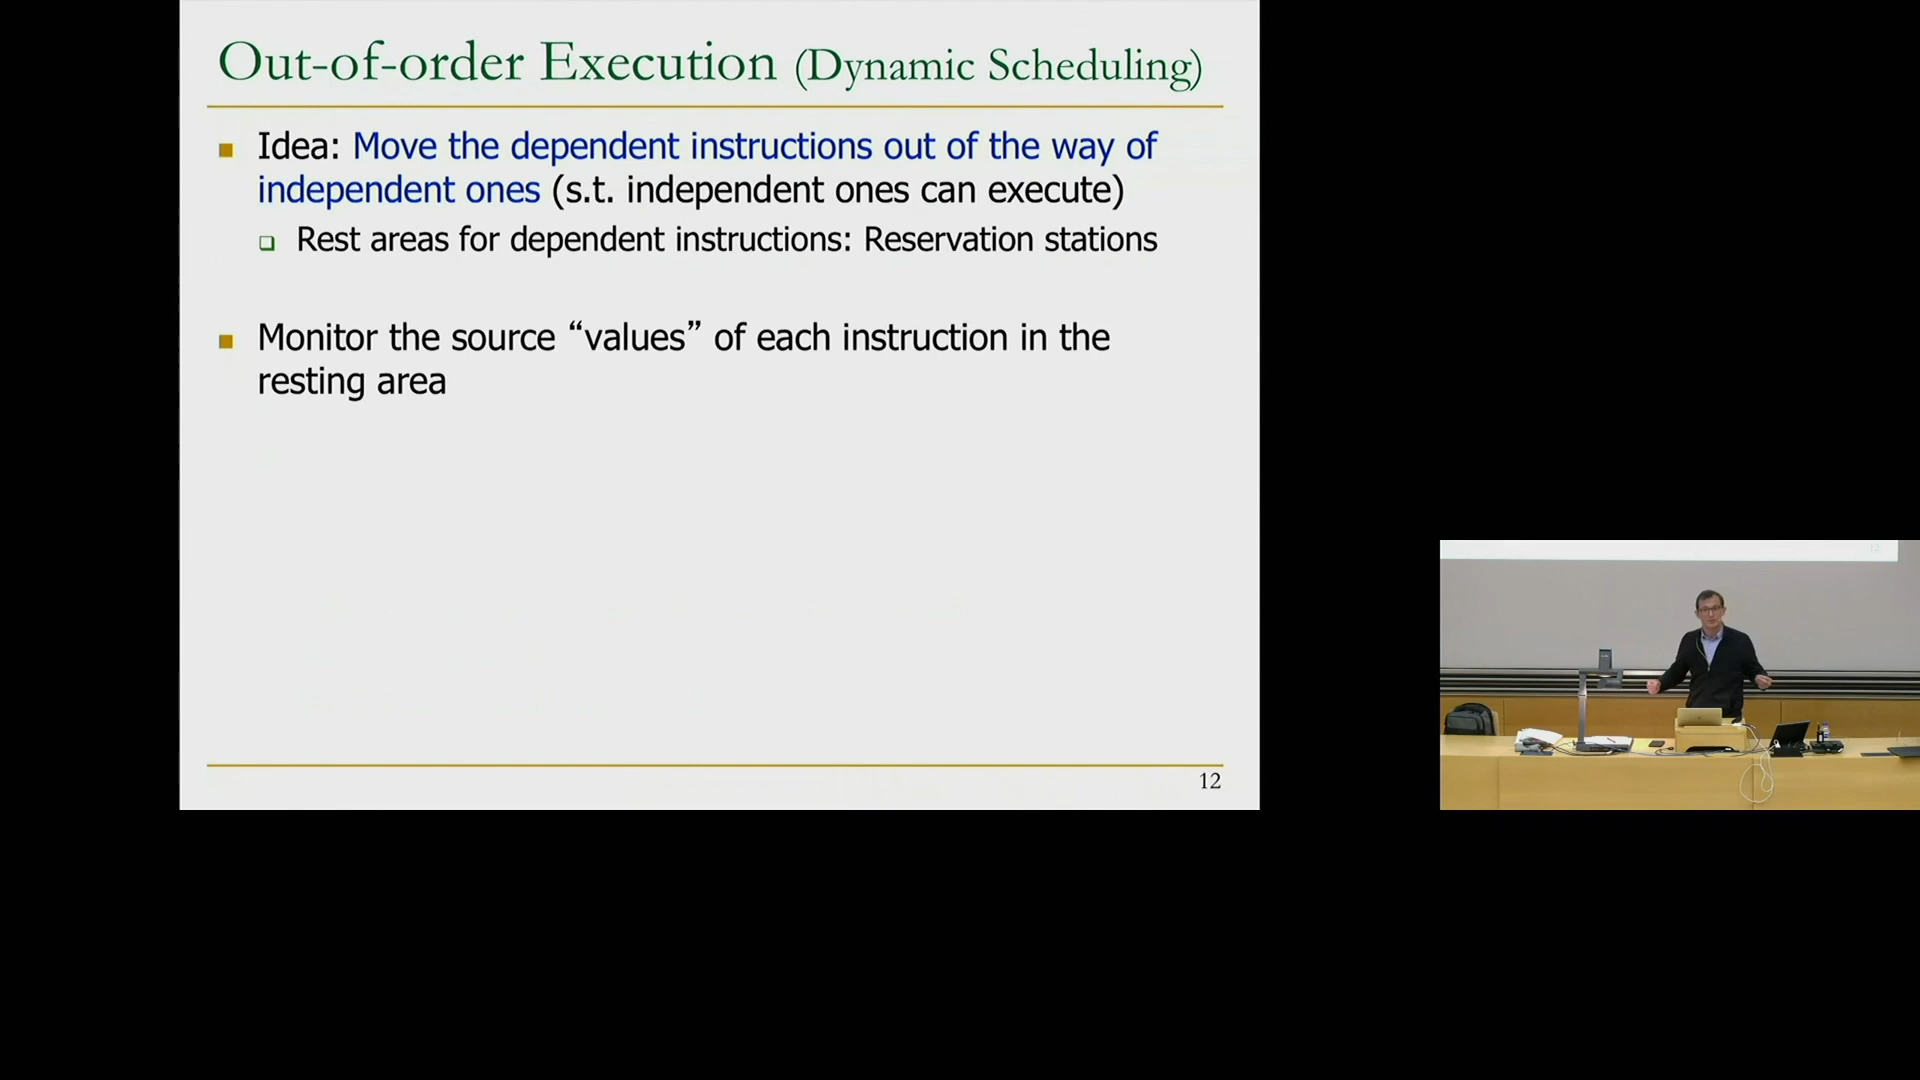 Out-of-order Execution (Dynamic Scheduling)
Idea: Move the dependent instructions out of the way of
independent ones (s.t. independent ones can execute)
Rest areas for dependent instructions: Reservation stations
Monitor the source “values” of each instruction in the
resting area
12